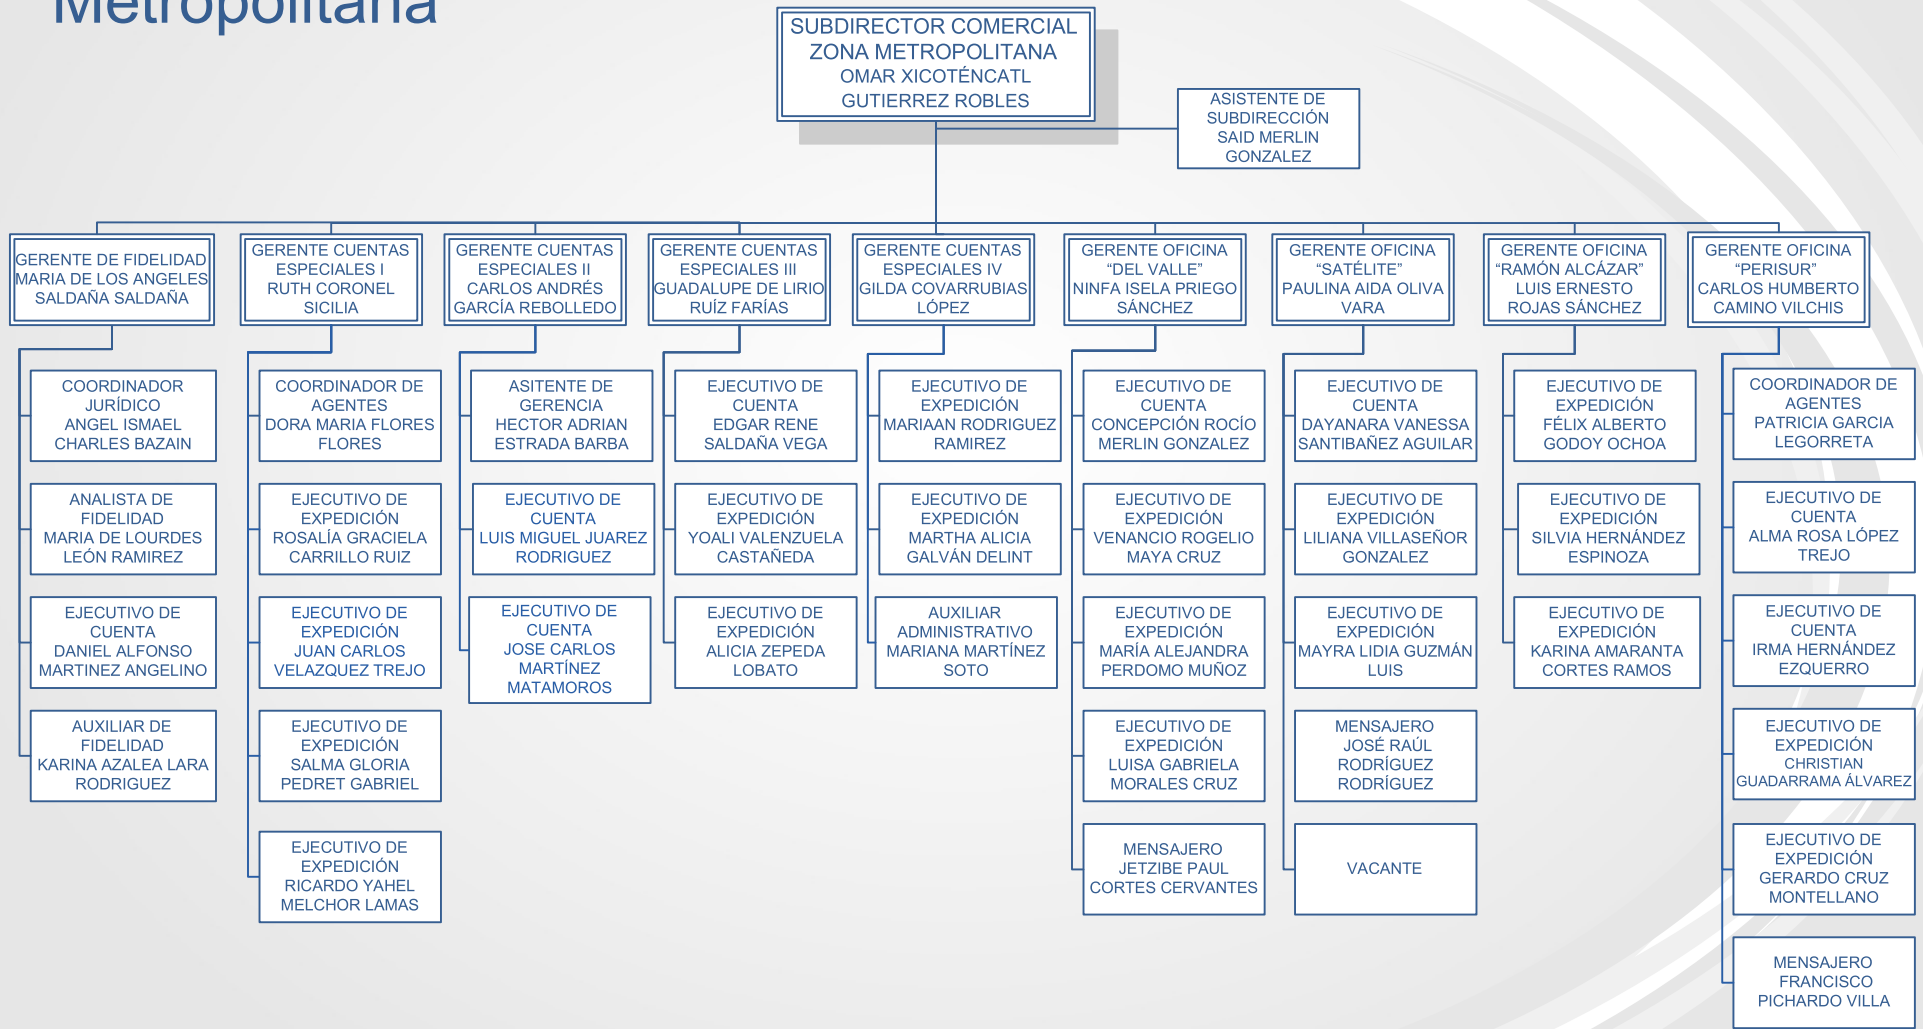 Metropolitana
SUBDIRECTOR COMERCIAL
ZONA METROPOLITANA
OMAR XICOTÉNCATL
GUTIERREZ ROBLES
ASISTENTE DE
SUBDIRECCIÓN
SAID MERLIN
GONZALEZ
GERENTE DE FIDELIDAD
MARIA DE LOS ANGELES
SALDAÑA SALDAÑA
GERENTE CUENTAS
ESPECIALES I
RUTH CORONEL
SICILIA
GERENTE CUENTAS
ESPECIALES II
CARLOS ANDRÉS
GARCÍA REBOLLEDO
GERENTE CUENTAS
ESPECIALES III
GUADALUPE DE LIRIO
RUÍZ FARÍAS
GERENTE CUENTAS
ESPECIALES IV
GILDA COVARRUBIAS
LÓPEZ
GERENTE OFICINA
“DEL VALLE”
NINFA ISELA PRIEGO
SÁNCHEZ
GERENTE OFICINA
“SATÉLITE”
PAULINA AIDA OLIVA
VARA
GERENTE OFICINA
“RAMÓN ALCÁZAR”
LUIS ERNESTO
ROJAS SÁNCHEZ
GERENTE OFICINA
“PERISUR”
CARLOS HUMBERTO
CAMINO VILCHIS
COORDINADOR
JURÍDICO
ANGEL ISMAEL
CHARLES BAZAIN
ANALISTA DE
FIDELIDAD
MARIA DE LOURDES
LEÓN RAMIREZ
EJECUTIVO DE
CUENTA
DANIEL ALFONSO
MARTINEZ ANGELINO
AUXILIAR DE
FIDELIDAD
KARINA AZALEA LARA
RODRIGUEZ
COORDINADOR DE
AGENTES
DORA MARIA FLORES
FLORES
EJECUTIVO DE
EXPEDICIÓN
ROSALÍA GRACIELA
CARRILLO RUIZ
EJECUTIVO DE
EXPEDICIÓN
JUAN CARLOS
VELAZQUEZ TREJO
EJECUTIVO DE
EXPEDICIÓN
SALMA GLORIA
PEDRET GABRIEL
EJECUTIVO DE
EXPEDICIÓN
RICARDO YAHEL
MELCHOR LAMAS
ASITENTE DE
GERENCIA
HECTOR ADRIAN
ESTRADA BARBA
EJECUTIVO DE
CUENTA
LUIS MIGUEL JUAREZ
RODRIGUEZ
EJECUTIVO DE
CUENTA
JOSE CARLOS
MARTÍNEZ
MATAMOROS
EJECUTIVO DE
CUENTA
EDGAR RENE
SALDAÑA VEGA
EJECUTIVO DE
EXPEDICIÓN
YOALI VALENZUELA
CASTAÑEDA
EJECUTIVO DE
EXPEDICIÓN
ALICIA ZEPEDA
LOBATO
EJECUTIVO DE
EXPEDICIÓN
MARIAAN RODRIGUEZ
RAMIREZ
EJECUTIVO DE
EXPEDICIÓN
MARTHA ALICIA
GALVÁN DELINT
AUXILIAR
ADMINISTRATIVO
MARIANA MARTÍNEZ
SOTO
EJECUTIVO DE
CUENTA
CONCEPCIÓN ROCÍO
MERLIN GONZALEZ
EJECUTIVO DE
EXPEDICIÓN
VENANCIO ROGELIO
MAYA CRUZ
EJECUTIVO DE
EXPEDICIÓN
MARÍA ALEJANDRA
PERDOMO MUÑOZ
EJECUTIVO DE
EXPEDICIÓN
LUISA GABRIELA
MORALES CRUZ
MENSAJERO
JETZIBE PAUL
CORTES CERVANTES
EJECUTIVO DE
CUENTA
DAYANARA VANESSA
SANTIBAÑEZ AGUILAR
EJECUTIVO DE
EXPEDICIÓN
LILIANA VILLASEÑOR
GONZALEZ
EJECUTIVO DE
EXPEDICIÓN
MAYRA LIDIA GUZMÁN
LUIS
MENSAJERO
JOSÉ RAÚL
RODRÍGUEZ
RODRÍGUEZ
VACANTE
EJECUTIVO DE
EXPEDICIÓN
FÉLIX ALBERTO
GODOY OCHOA
EJECUTIVO DE
EXPEDICIÓN
SILVIA HERNÁNDEZ
ESPINOZA
EJECUTIVO DE
EXPEDICIÓN
KARINA AMARANTA
CORTES RAMOS
COORDINADOR DE
AGENTES
PATRICIA GARCIA
LEGORRETA
EJECUTIVO DE
CUENTA
ALMA ROSA LÓPEZ
TREJO
EJECUTIVO DE
CUENTA
IRMA HERNÁNDEZ
EZQUERRO
EJECUTIVO DE
EXPEDICIÓN
CHRISTIAN
GUADARRAMA ÁLVAREZ
EJECUTIVO DE
EXPEDICIÓN
GERARDO CRUZ
MONTELLANO
MENSAJERO
FRANCISCO
PICHARDO VILLA